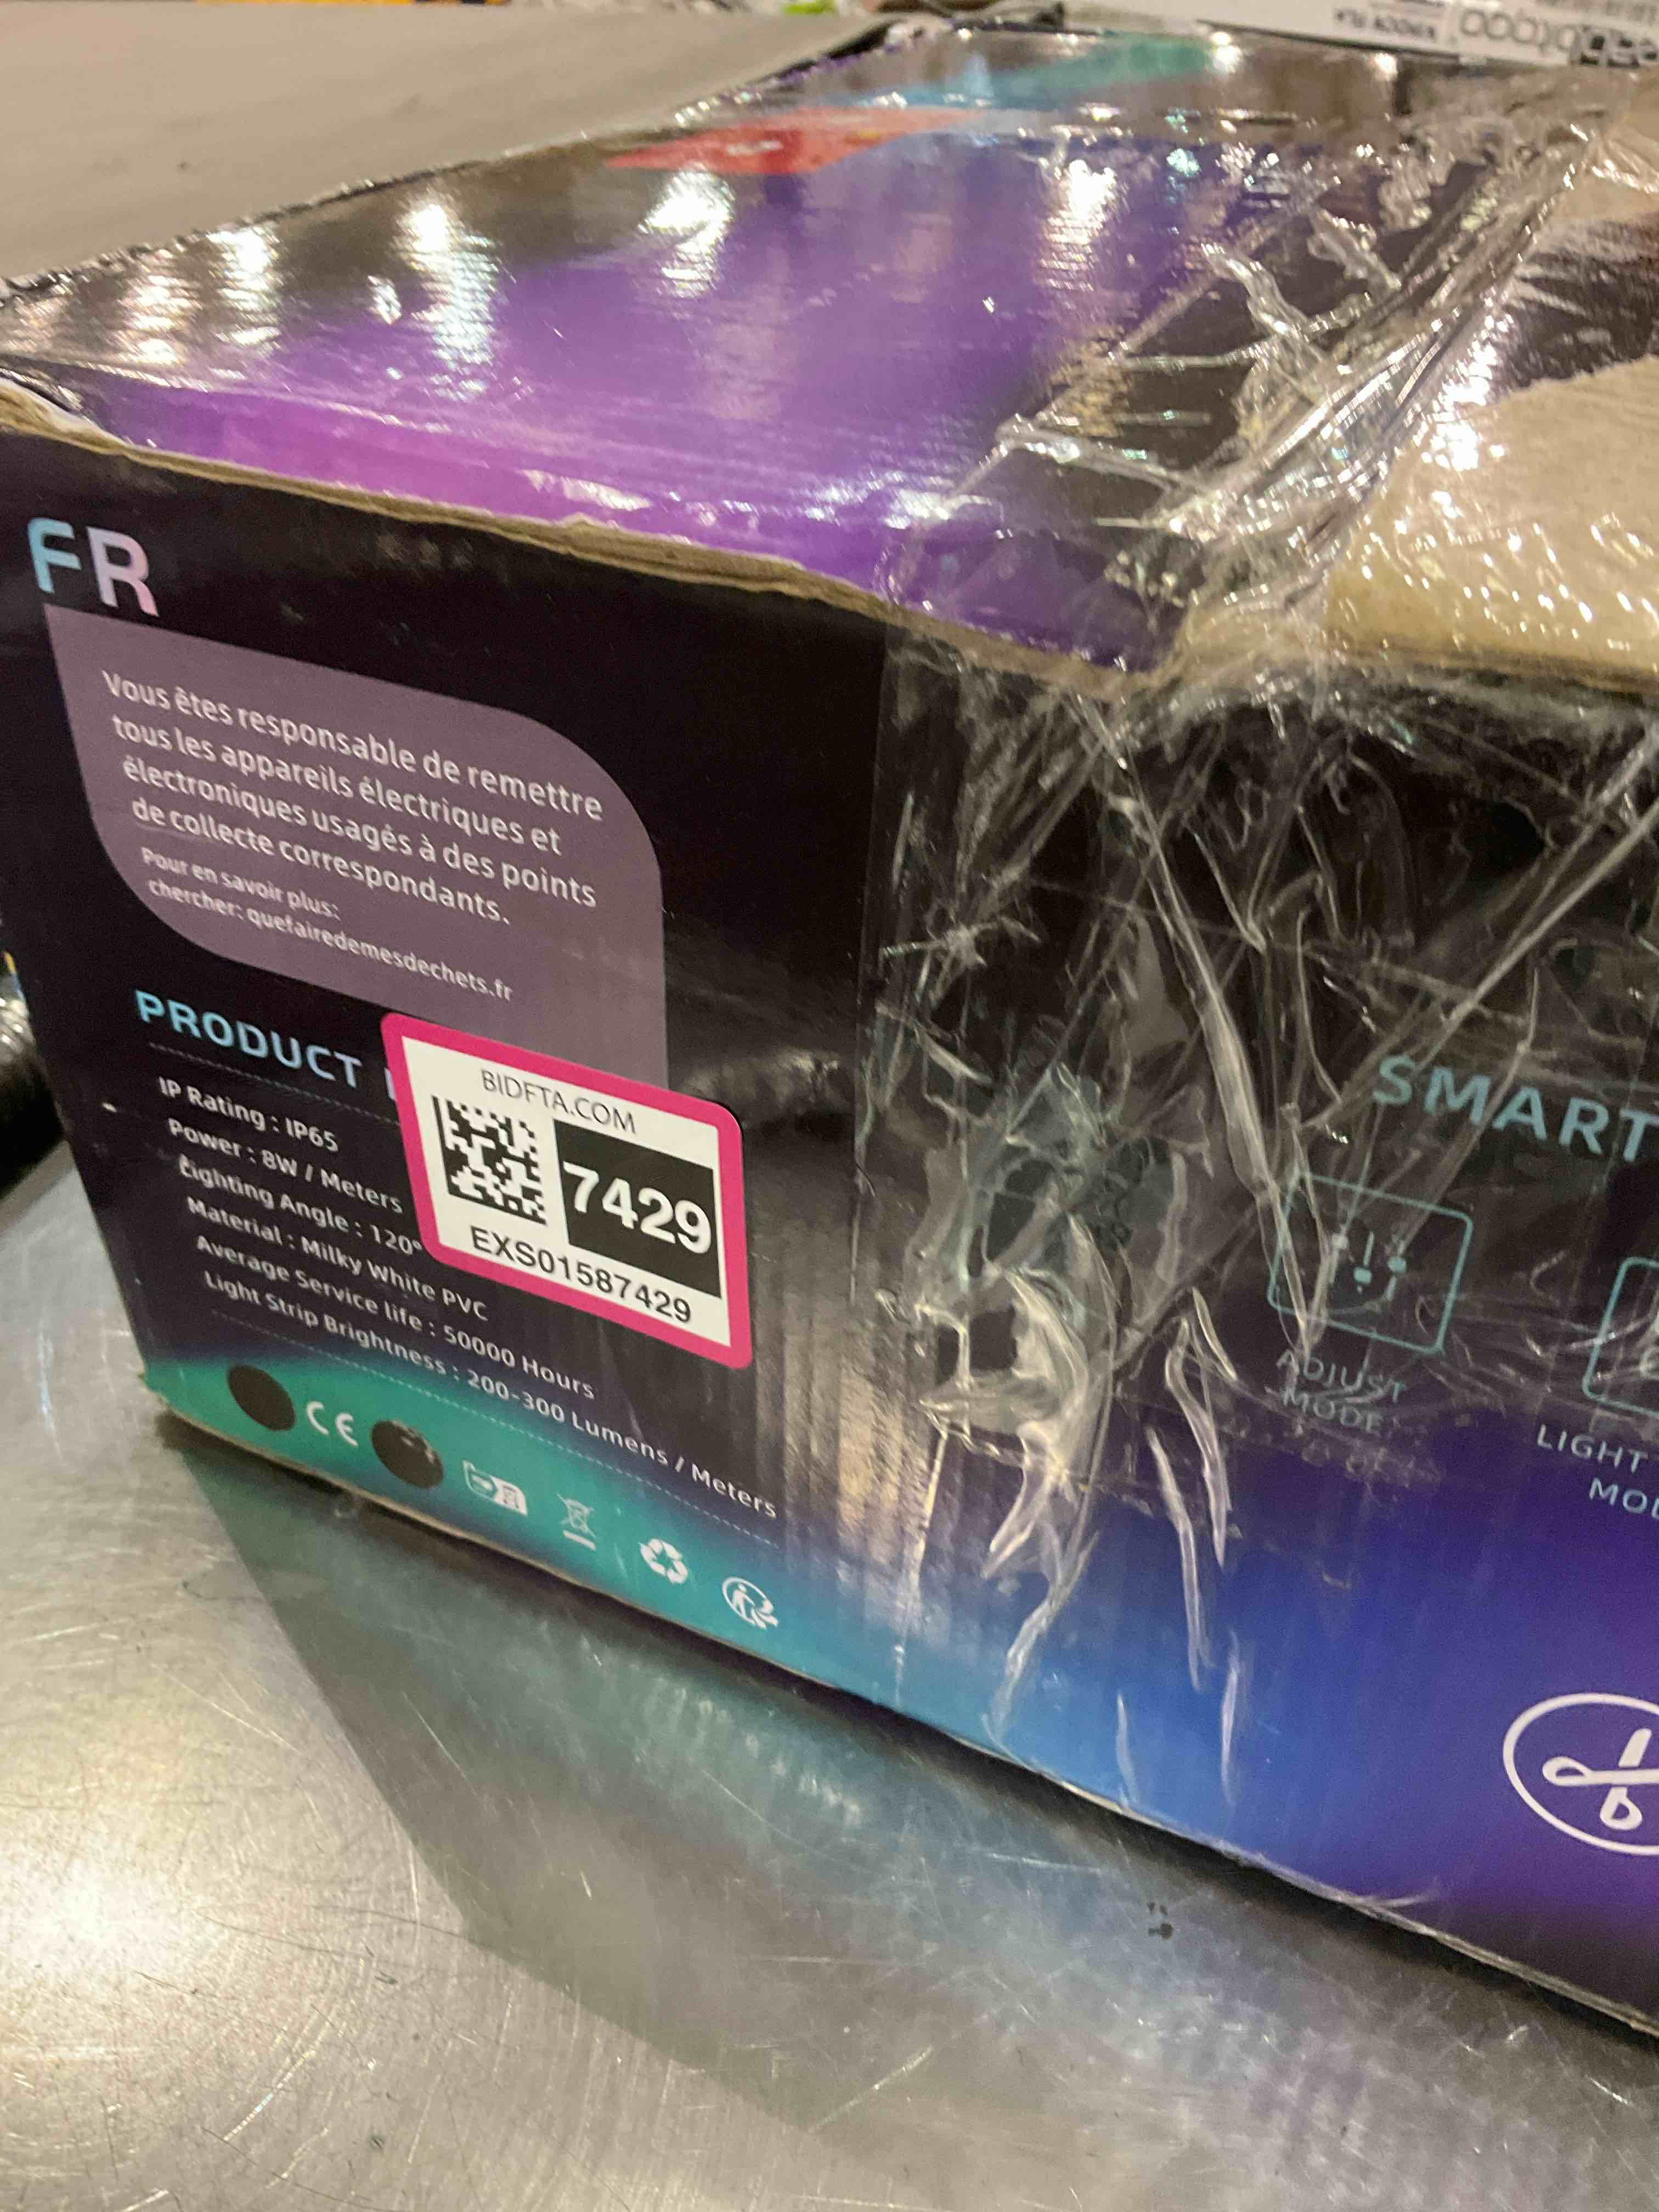 FR
Vous êtes responsable de remettre
tous les appareils électriques et
électroniques usagés à des points
de collecte correspondants.
Pour en savoir plus:
chercher: quefairedemesdechets.fr
PRODUCT
IP Rating : IP65
Power : 8W / Meters
Lighting Angle : 120°
Material : Milky White PVC
Average Service life : 50000 Hours
Light Strip Brightness : 200-300 Lumens / Meters
CE
BIDFTA.COM
7429
EXS01587429
SMART
ADJUST
MODE
LIGHT